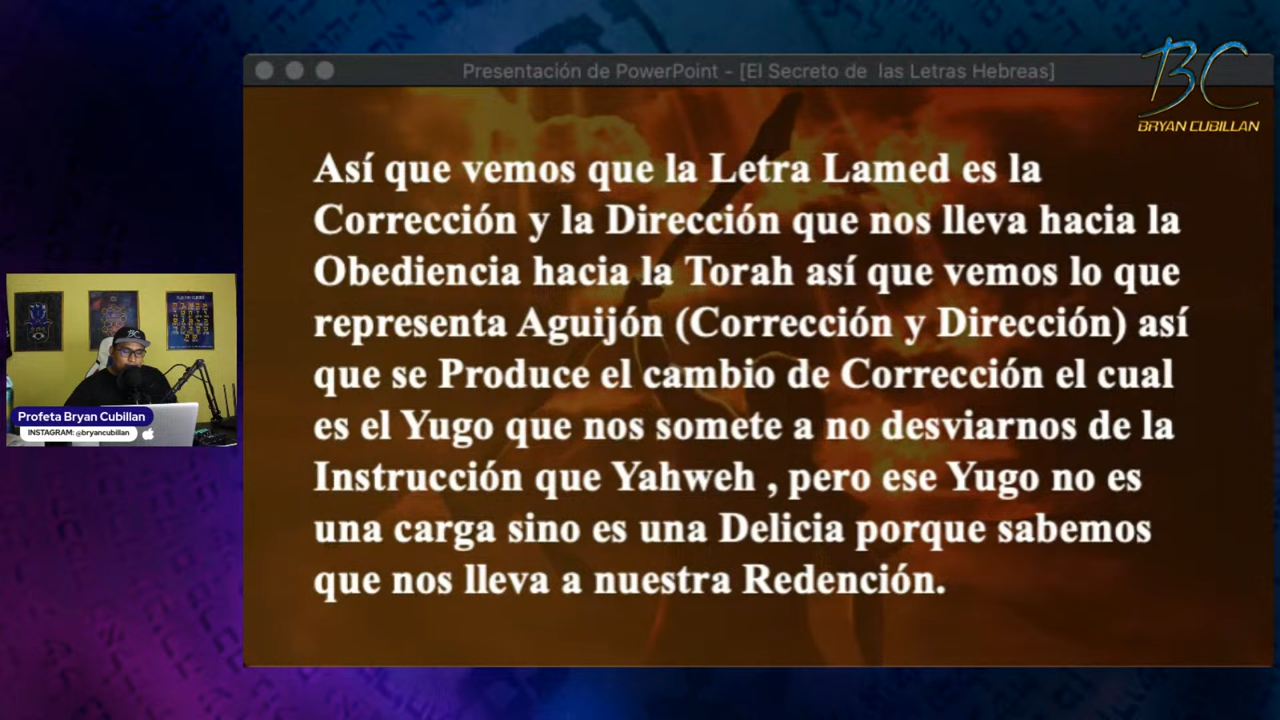 Presentación de PowerPoint - [El Secreto de las Letras Hebreas]
BC
BRYAN CUBILLAN
Así que vemos que la Letra Lamed es la
Corrección y la Dirección que nos lleva hacia la
Obediencia hacia la Torah así que vemos lo que
representa Aguijón (Corrección y Dirección) así
que se Produce el cambio de Corrección el cual
es el Yugo que nos somete a no desviarnos de la
Instrucción que Yahweh , pero ese Yugo no es
una carga sino es una Delicia porque sabemos
que nos lleva a nuestra Redención.
Profeta Bryan Cubillan
INSTAGRAM: @bryancubillan